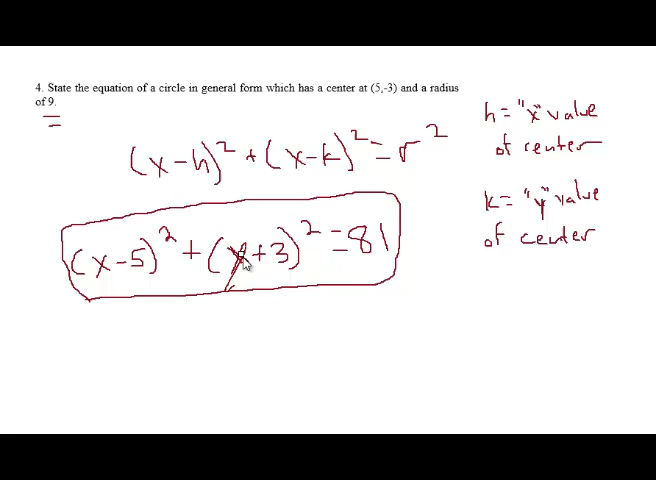 4. State the equation of a circle in general form which has a center at (5,-3) and a radius
of 9.
(x-h)² + (x-k)² = r²
(x-5)² + (y+3)² = 81
h = "x" value
of center
k = "y" value
of center